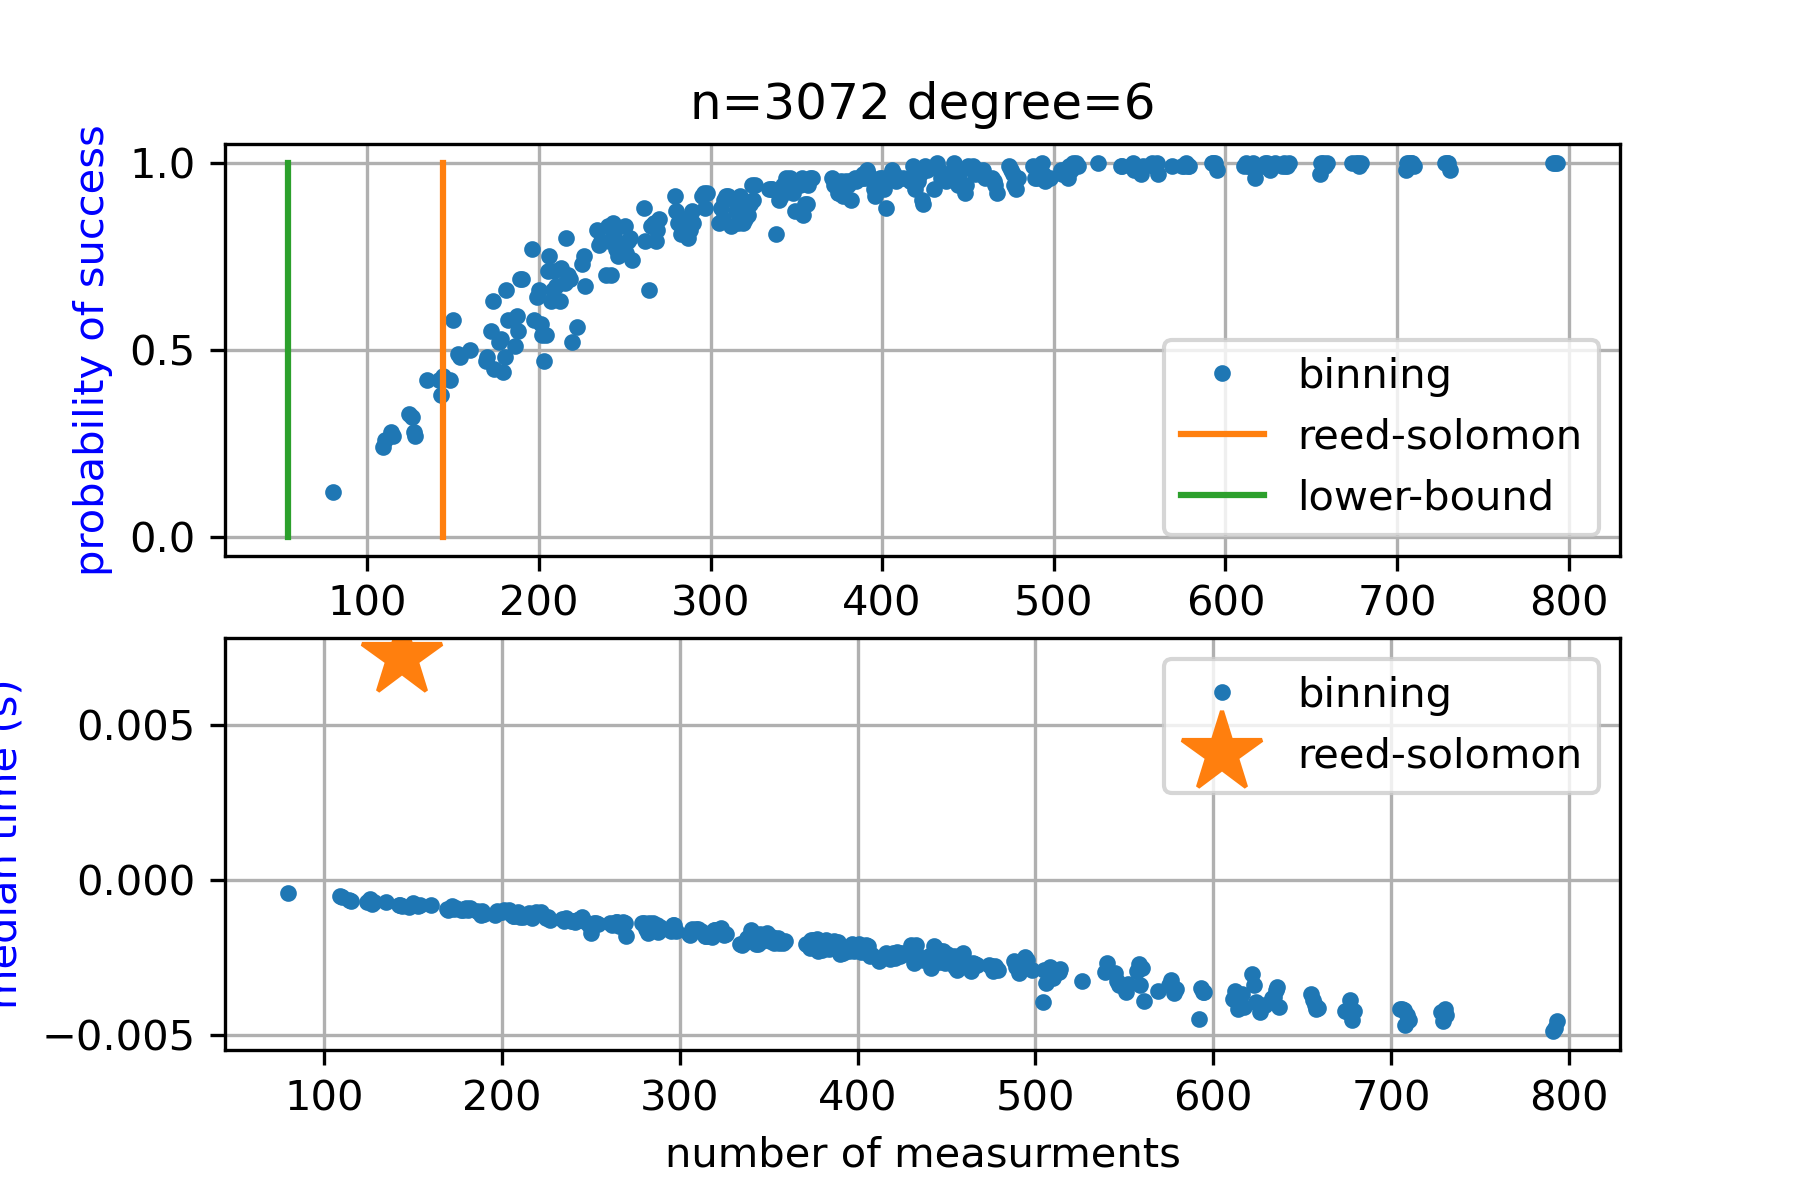 n=3072 degree=6
probability of success
1.0
0.5
0.0
binning
reed-solomon
lower-bound
100 200 300 400 500 600 700 800
median time (s)
0.005
0.000
−0.005
binning
reed-solomon
100 200 300 400 500 600 700 800
number of measurments